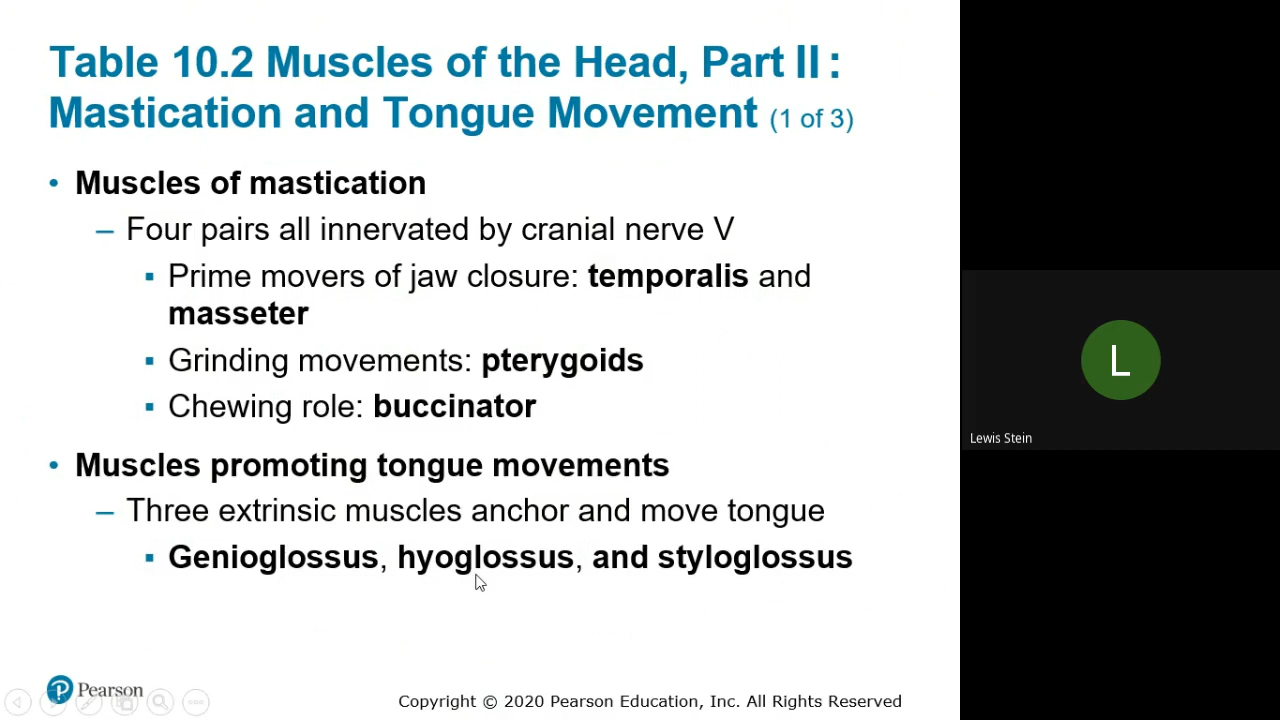 Table 10.2 Muscles of the Head, Part II:
Mastication and Tongue Movement (1 of 3)
• Muscles of mastication
– Four pairs all innervated by cranial nerve V
▪ Prime movers of jaw closure: temporalis and
masseter
▪ Grinding movements: pterygoids
▪ Chewing role: buccinator
• Muscles promoting tongue movements
– Three extrinsic muscles anchor and move tongue
▪ Genioglossus, hyoglossus, and styloglossus
Pearson
Copyright © 2020 Pearson Education, Inc. All Rights Reserved
L
Lewis Stein